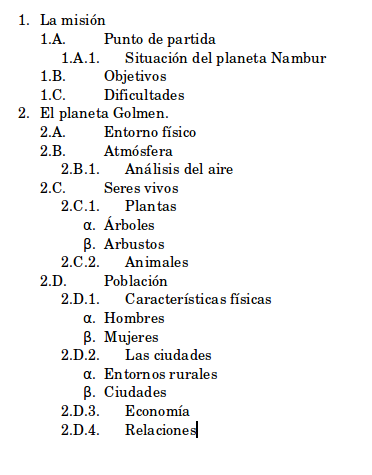 1. La misión
1.A. Punto de partida
1.A.1. Situación del planeta Nambur
1.B. Objetivos
1.C. Dificultades
2. El planeta Golmen.
2.A. Entorno físico
2.B. Atmósfera
2.B.1. Análisis del aire
2.C. Seres vivos
2.C.1. Plantas
α. Árboles
β. Arbustos
2.C.2. Animales
2.D. Población
2.D.1. Características físicas
α. Hombres
β. Mujeres
2.D.2. Las ciudades
α. Entornos rurales
β. Ciudades
2.D.3. Economía
2.D.4. Relaciones